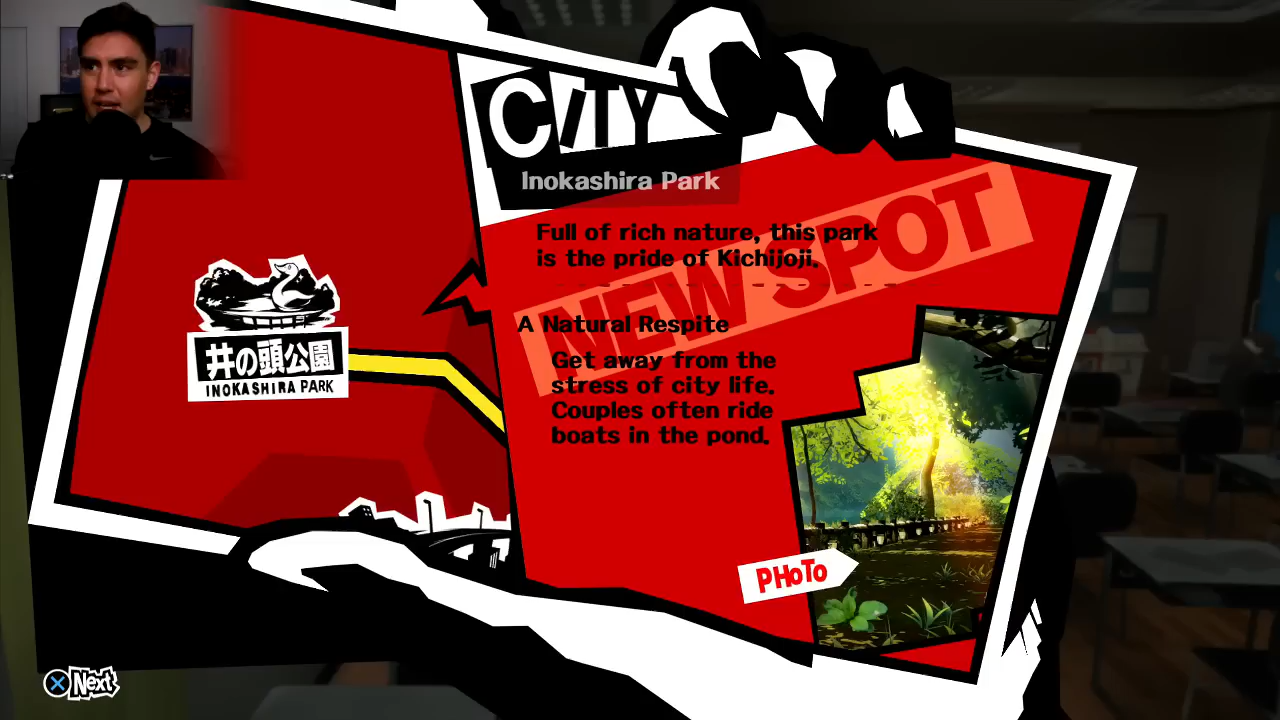 CITY
Inokashira Park
Full of rich nature, this park
is the pride of Kichijoji.
NEW SPOT
A Natural Respite
Get away from the
stress of city life.
Couples often ride
boats in the pond.
井の頭公園
INOKASHIRA PARK
PHOTO
Next